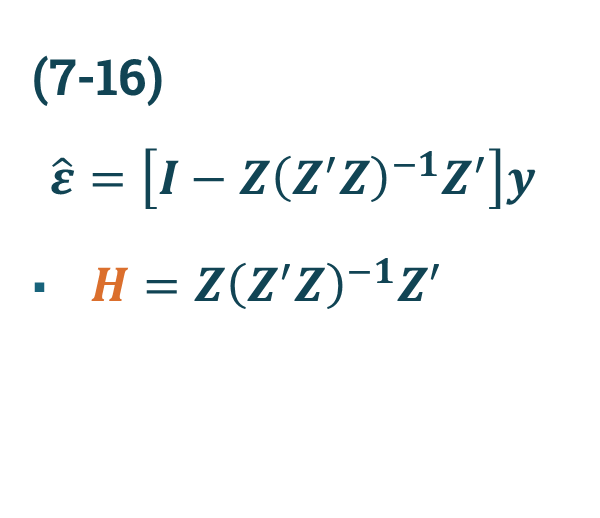 (7-16)
ε̂ = [I − Z(Z′Z)⁻¹Z′]y
▪ H = Z(Z′Z)⁻¹Z′